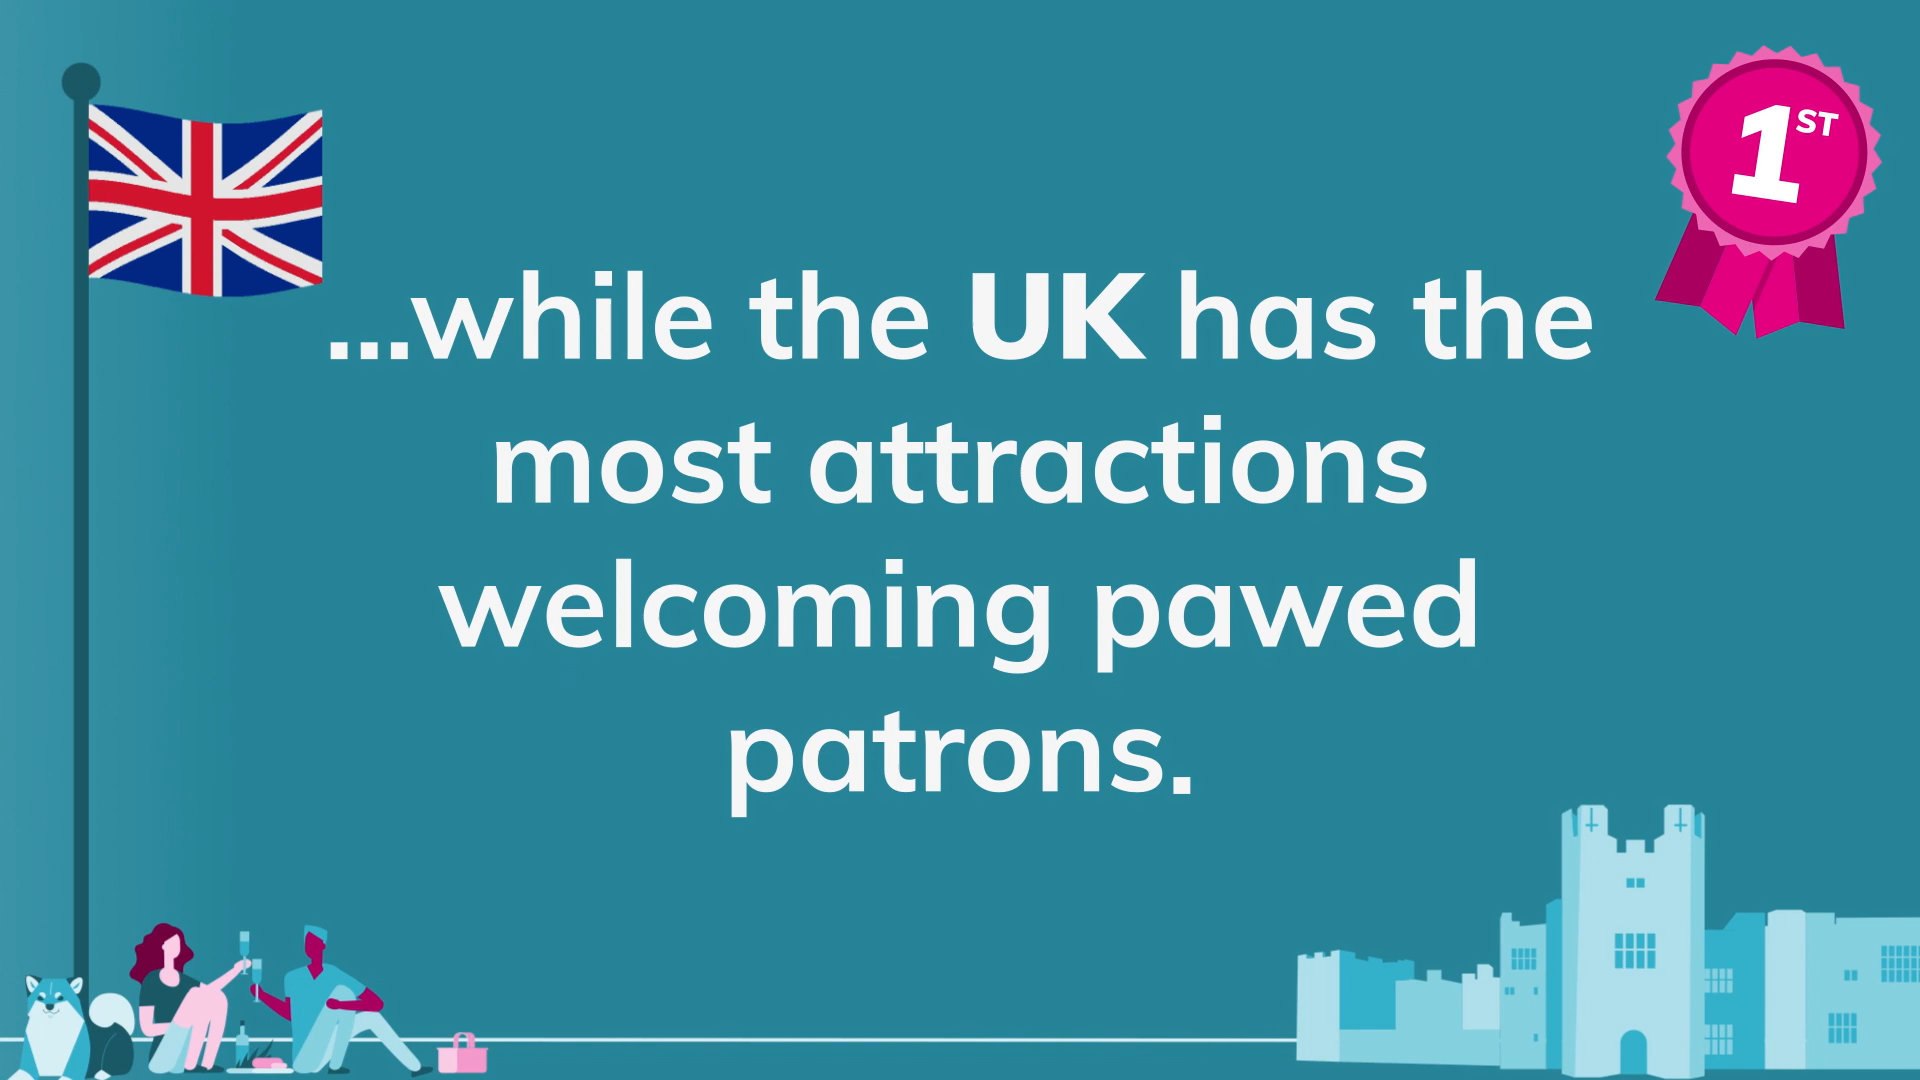 1ST
...while the UK has the
most attractions
welcoming pawed
patrons.